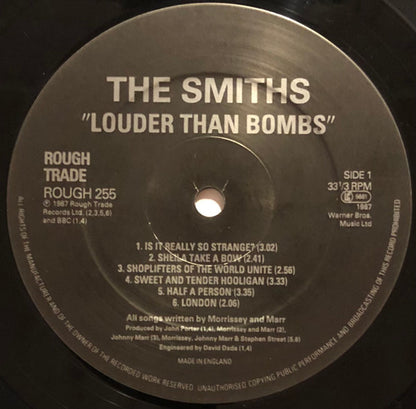 THE SMITHS
"LOUDER THAN BOMBS"
ROUGH
TRADE
ROUGH 255
℗ 1987 Rough Trade
Records Ltd. (2,3,5,6)
and BBC (1,4)
SIDE 1
33 1/3 RPM
1987
Warner Bros.
Music Ltd
1. IS IT REALLY SO STRANGE? (3.02)
2. SHEILA TAKE A BOW (2.41)
3. SHOPLIFTERS OF THE WORLD UNITE (2.56)
4. SWEET AND TENDER HOOLIGAN (3.33)
5. HALF A PERSON (3.35)
6. LONDON (2.06)
All songs written by Morrissey and Marr
Produced by John Porter (1,4), Morrissey and Marr (2),
Johnny Marr (3), Morrissey, Johnny Marr & Stephen Street (5,6)
Engineered by David Dade (1,4)
MADE IN ENGLAND
ALL RIGHTS OF THE MANUFACTURER AND OF THE OWNER OF THE RECORDED WORK RESERVED. UNAUTHORISED COPYING PUBLIC PERFORMANCE AND BROADCASTING OF THIS RECORD PROHIBITED